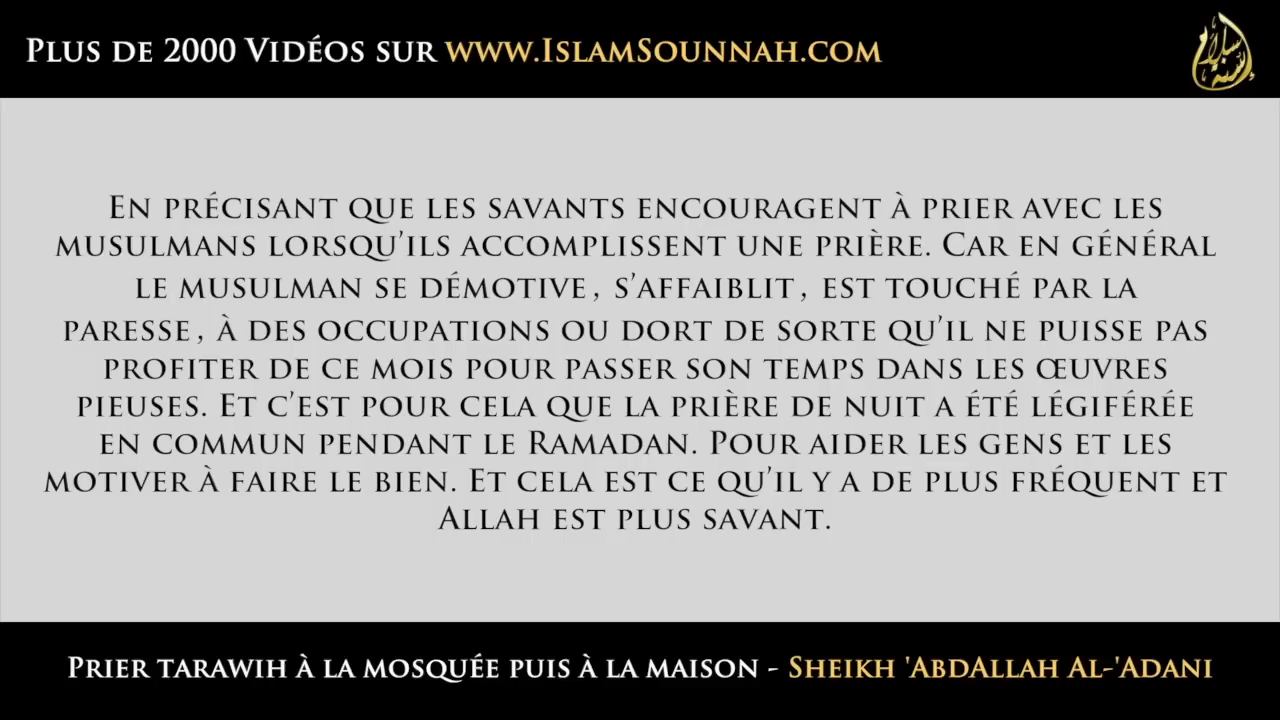 Plus de 2000 Vidéos sur www.IslamSounnah.com
En précisant que les savants encouragent à prier avec les
musulmans lorsqu'ils accomplissent une prière. Car en général
le musulman se démotive, s'affaiblit, est touché par la
paresse, à des occupations ou dort de sorte qu'il ne puisse pas
profiter de ce mois pour passer son temps dans les œuvres
pieuses. Et c'est pour cela que la prière de nuit a été légiférée
en commun pendant le Ramadan. Pour aider les gens et les
motiver à faire le bien. Et cela est ce qu'il y a de plus fréquent et
Allah est plus savant.
Prier tarawih à la mosquée puis à la maison - Sheikh 'AbdAllah Al-'Adani